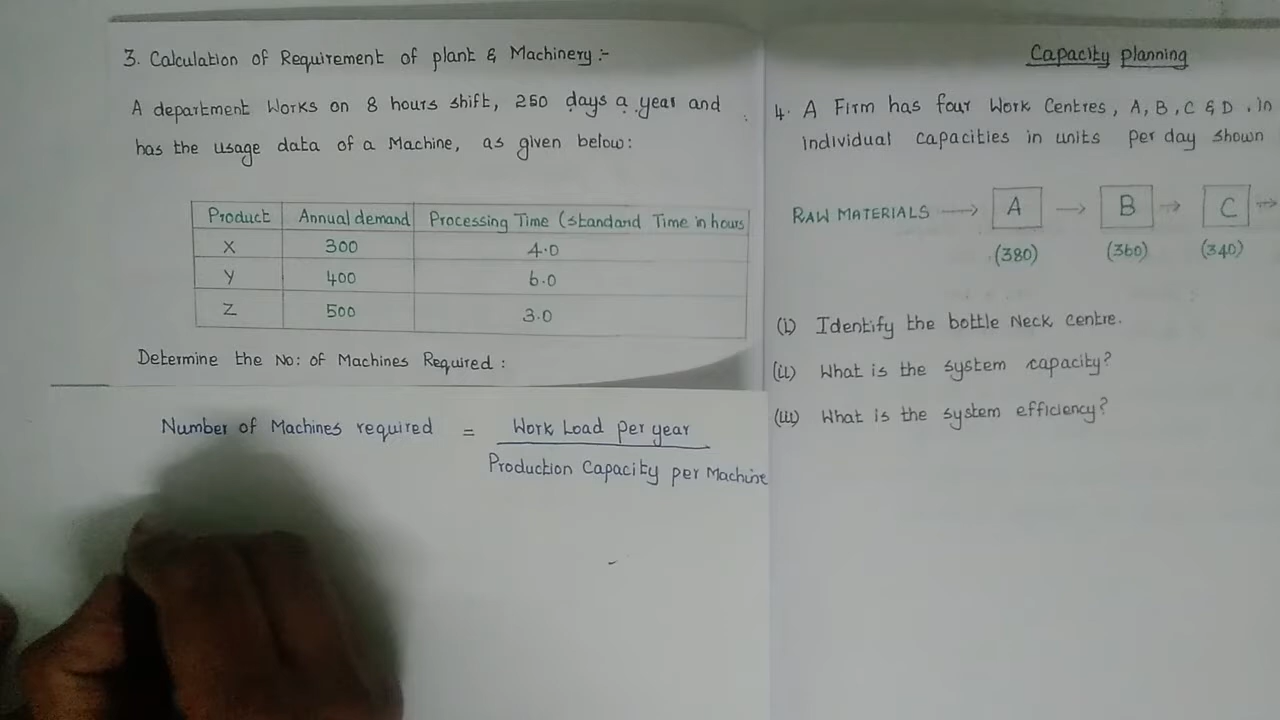 3. Calculation of Requirement of plant & Machinery :-
A department Works on 8 hours shift, 250 days a year and
has the usage data of a Machine, as given below:
Product Annual demand Processing Time (Standard Time in hours
X 300 4.0
Y 400 6.0
Z 500 3.0
Determine the No: of Machines Required :
Number of Machines required = Work Load per year
Production Capacity per Machine
Capacity planning
4. A Firm has four Work Centres, A, B, C & D. In
individual capacities in units per day shown
RAW MATERIALS → A → B → C →
(380) (360) (340)
(i) Identify the bottle Neck centre.
(ii) What is the system capacity?
(iii) What is the system efficiency?